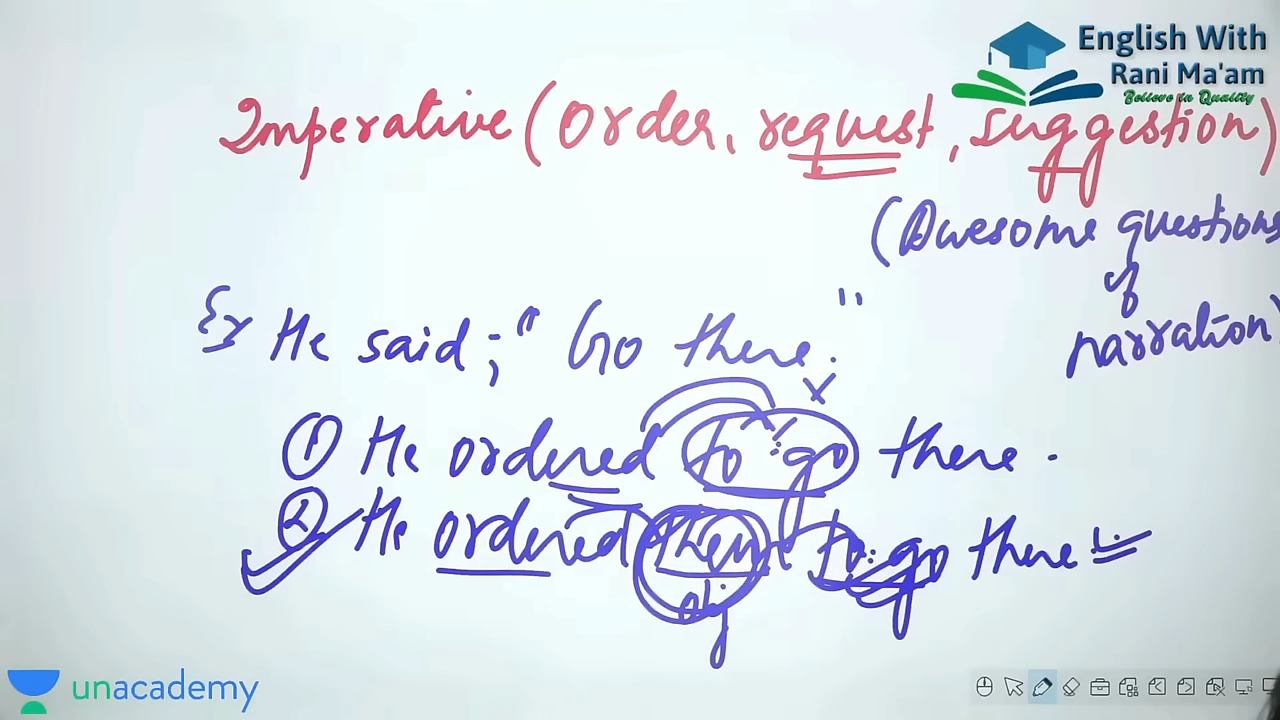 English With
Rani Ma'am
Believe in Quality
Imperative (Order, request, suggestion)
(Awesome questions
of
narration)
Ex He said; " Go there. "
① He ordered to go there.
② He ordered them to go there.
obj
unacademy